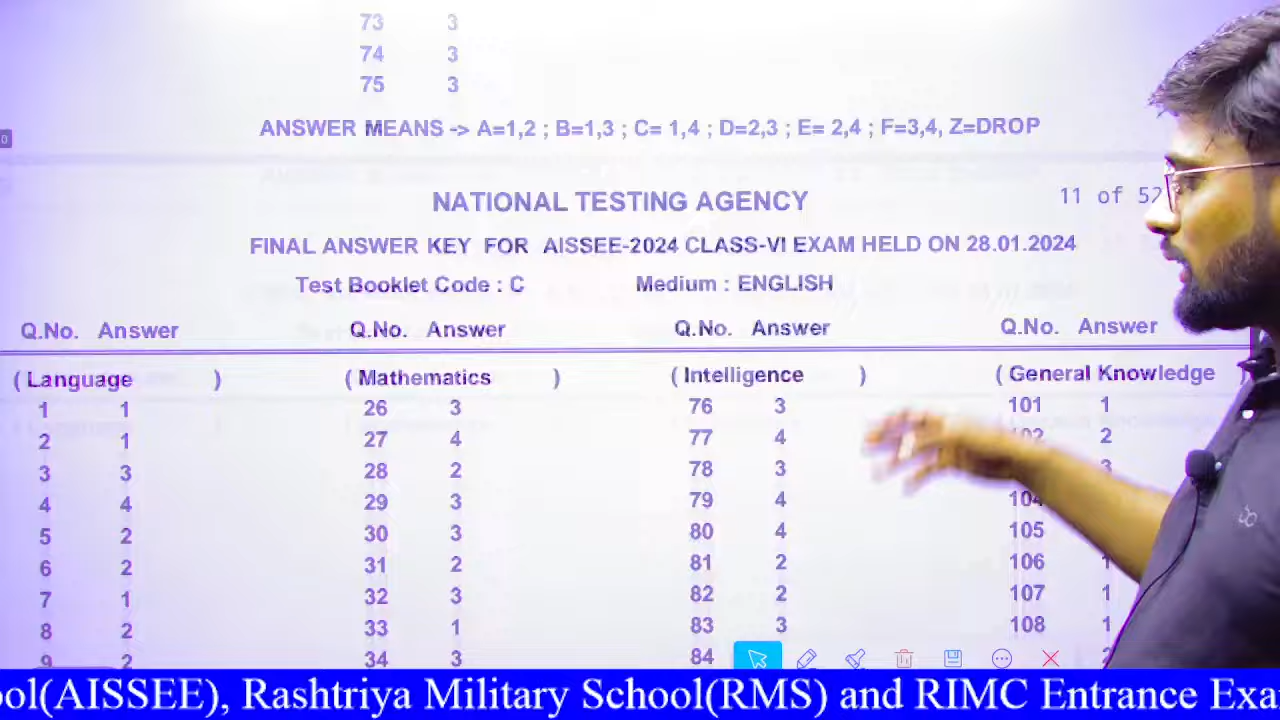 73 3
74 3
75 3
ANSWER MEANS -> A=1,2 ; B=1,3 ; C= 1,4 ; D=2,3 ; E= 2,4 ; F=3,4, Z=DROP
NATIONAL TESTING AGENCY
11 of 52
FINAL ANSWER KEY FOR AISSEE-2024 CLASS-VI EXAM HELD ON 28.01.2024
Test Booklet Code : C Medium : ENGLISH
Q.No. Answer Q.No. Answer Q.No. Answer Q.No. Answer
( Language ) ( Mathematics ) ( Intelligence ) ( General Knowledge )
1 1 26 3 76 3 101 1
2 1 27 4 77 4 102 2
3 3 28 2 78 3 3
4 4 29 3 79 4 104
5 2 30 3 80 4 105
6 2 31 2 81 2 106 1
7 1 32 3 82 2 107 1
8 2 33 1 83 3 108 1
9 2 34 3 84 2
ool(AISSEE), Rashtriya Military School(RMS) and RIMC Entrance Exa